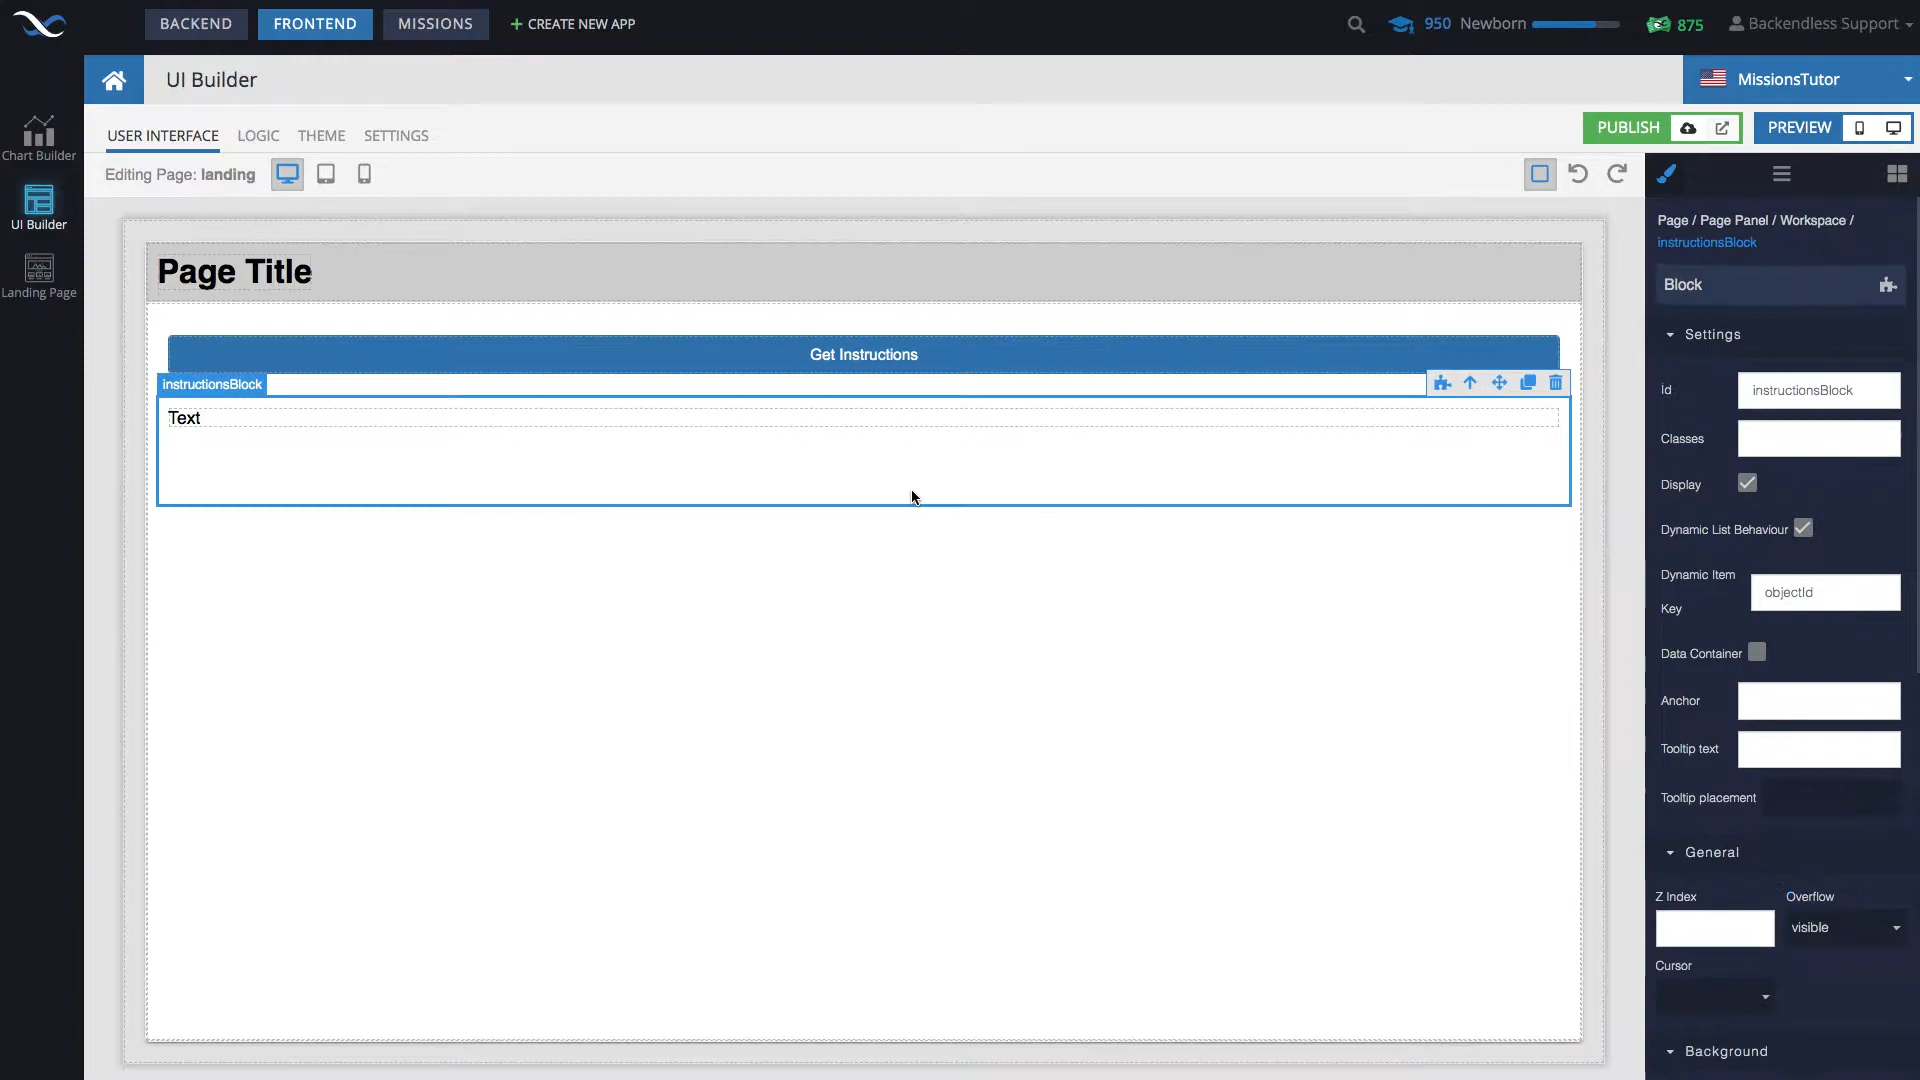 BACKEND
FRONTEND
MISSIONS
+ CREATE NEW APP
950 Newborn
875
Backendless Support
UI Builder
MissionsTutor
Chart Builder
UI Builder
Landing Page
USER INTERFACE
LOGIC
THEME
SETTINGS
PUBLISH
PREVIEW
Editing Page: landing
Page Title
Get Instructions
instructionsBlock
Text
Page / Page Panel / Workspace /
instructionsBlock
Block
Settings
Id
instructionsBlock
Classes
Display
Dynamic List Behaviour
Dynamic Item
Key
objectId
Data Container
Anchor
Tooltip text
Tooltip placement
General
Z Index
Overflow
visible
Cursor
Background